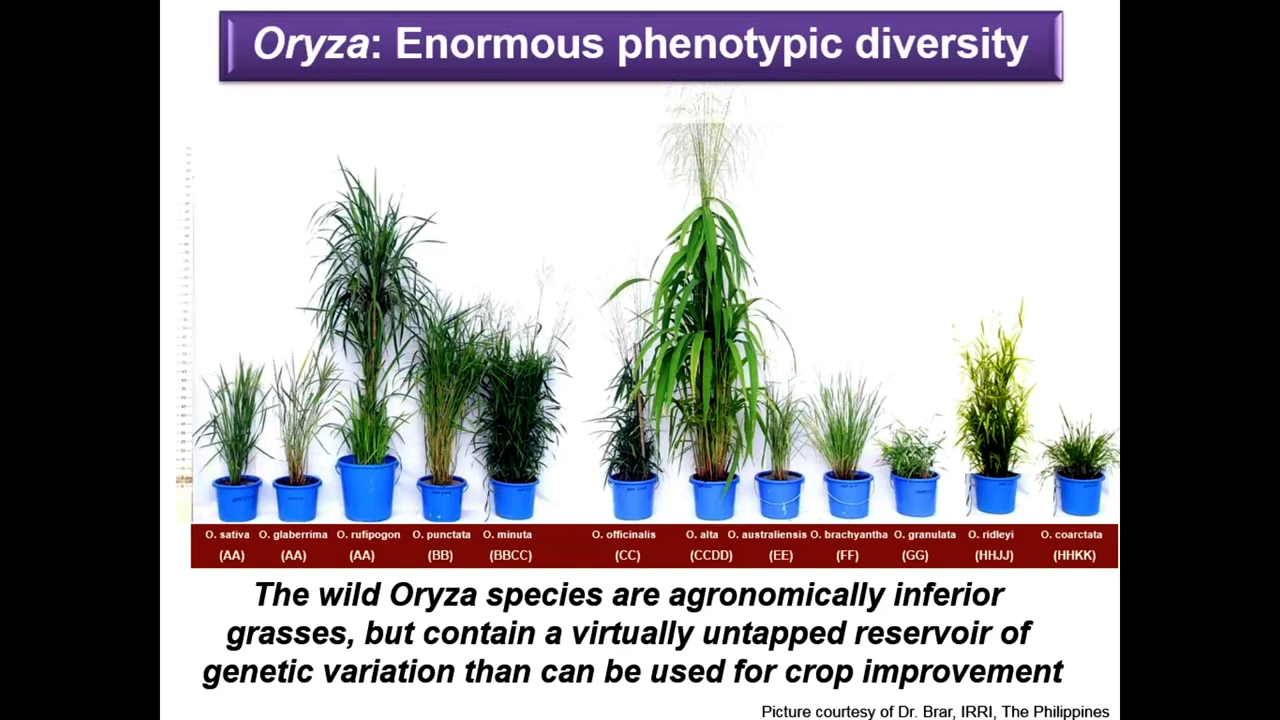 Oryza: Enormous phenotypic diversity
O. sativa O. glaberrima O. rufipogon O. punctata O. minuta O. officinalis O. alta O. australiensis O. brachyantha O. granulata O. ridleyi O. coarctata
(AA) (AA) (AA) (BB) (BBCC) (CC) (CCDD) (EE) (FF) (GG) (HHJJ) (HHKK)
The wild Oryza species are agronomically inferior
grasses, but contain a virtually untapped reservoir of
genetic variation than can be used for crop improvement
Picture courtesy of Dr. Brar, IRRI, The Philippines